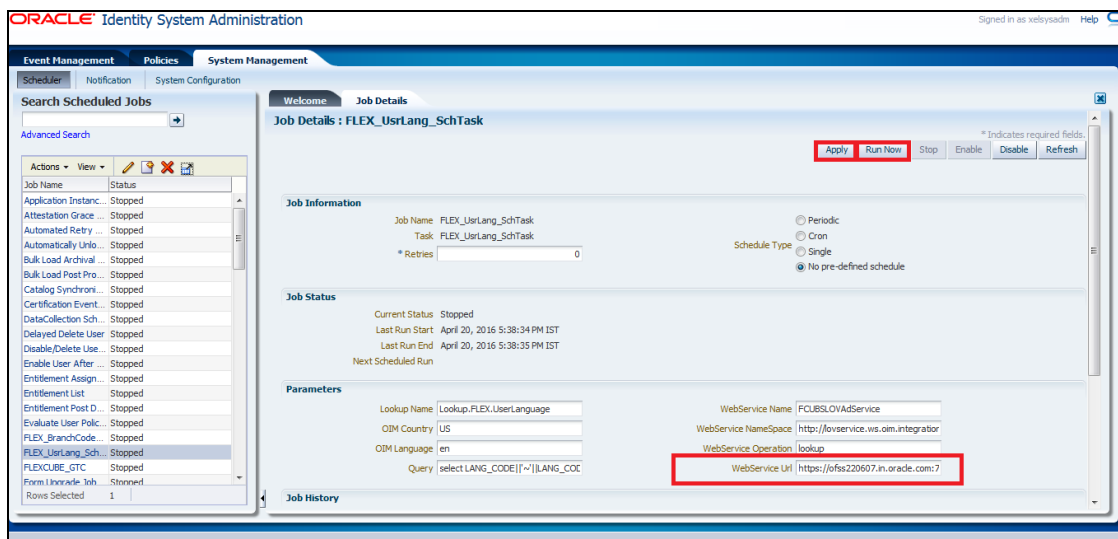 ORACLE Identity System Administration
Signed in as xelsysadm Help
Event Management Policies System Management
Scheduler Notification System Configuration
Search Scheduled Jobs
Advanced Search
Actions View
Job Name Status
Application Instanc... Stopped
Attestation Grace ... Stopped
Automated Retry ... Stopped
Automatically Unlo... Stopped
Bulk Load Archival ... Stopped
Bulk Load Post Pro... Stopped
Catalog Synchroni... Stopped
Certification Event... Stopped
DataCollection Sch... Stopped
Delayed Delete User Stopped
Disable/Delete Use... Stopped
Enable User After ... Stopped
Entitlement Assign... Stopped
Entitlement List Stopped
Entitlement Post D... Stopped
Evaluate User Polic... Stopped
FLEX_BranchCode... Stopped
FLEX_UsrLang_Sch... Stopped
FLEXCUBE_GTC Stopped
Form Upgrade Job Stopped
Rows Selected 1
Welcome Job Details
Job Details : FLEX_UsrLang_SchTask
* Indicates required fields.
Apply Run Now Stop Enable Disable Refresh
Job Information
Job Name FLEX_UsrLang_SchTask
Task FLEX_UsrLang_SchTask
* Retries 0
Schedule Type
Periodic
Cron
Single
No pre-defined schedule
Job Status
Current Status Stopped
Last Run Start April 20, 2016 5:38:34 PM IST
Last Run End April 20, 2016 5:38:35 PM IST
Next Scheduled Run
Parameters
Lookup Name Lookup.FLEX.UserLanguage
OIM Country US
OIM Language en
Query select LANG_CODE||'~'||LANG_COD
WebService Name FCUBSLOVAdService
WebService NameSpace http://lovservice.ws.oim.integration
WebService Operation lookup
WebService Url https://ofss220607.in.oracle.com:7
Job History